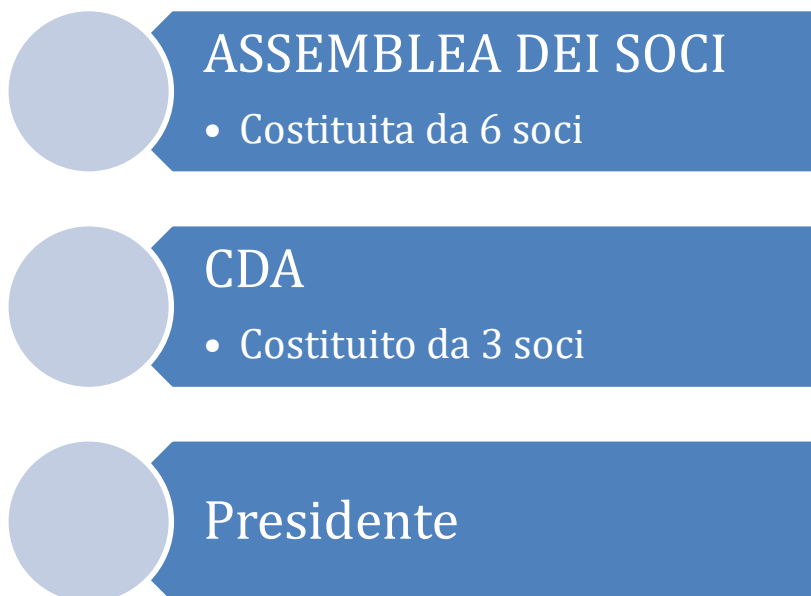 ASSEMBLEA DEI SOCI
• Costituita da 6 soci
CDA
• Costituito da 3 soci
Presidente